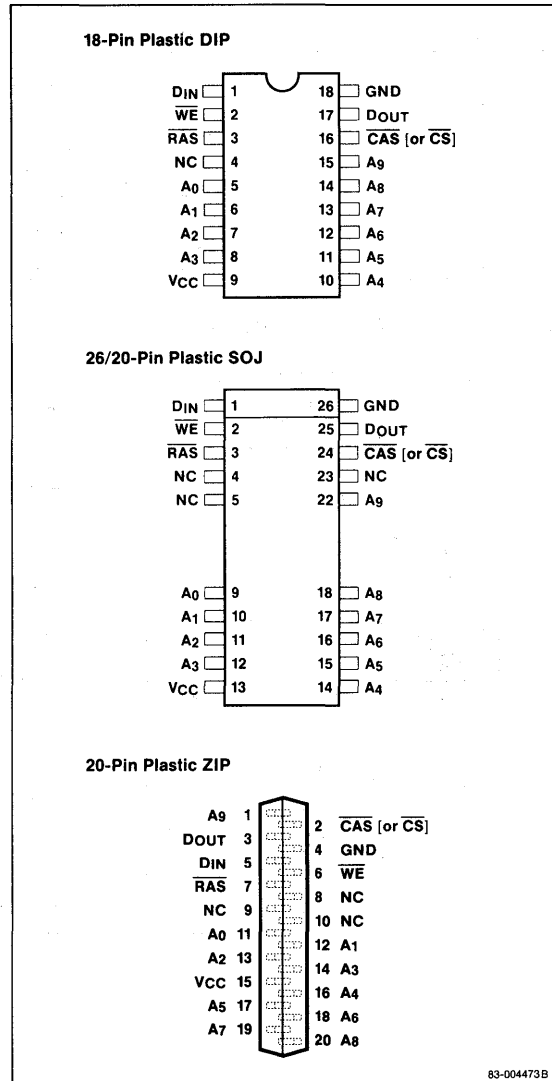 18-Pin Plastic DIP
DIN 1 18 GND
WE 2 17 DOUT
RAS 3 16 CAS [or CS]
NC 4 15 A9
A0 5 14 A8
A1 6 13 A7
A2 7 12 A6
A3 8 11 A5
VCC 9 10 A4
26/20-Pin Plastic SOJ
DIN 1 26 GND
WE 2 25 DOUT
RAS 3 24 CAS [or CS]
NC 4 23 NC
NC 5 22 A9
A0 9 18 A8
A1 10 17 A7
A2 11 16 A6
A3 12 15 A5
VCC 13 14 A4
20-Pin Plastic ZIP
A9 1
2 CAS [or CS]
DOUT 3
4 GND
DIN 5
6 WE
RAS 7
8 NC
NC 9
10 NC
A0 11
12 A1
A2 13
14 A3
VCC 15
16 A4
A5 17
18 A6
A7 19
20 A8
83-004473B